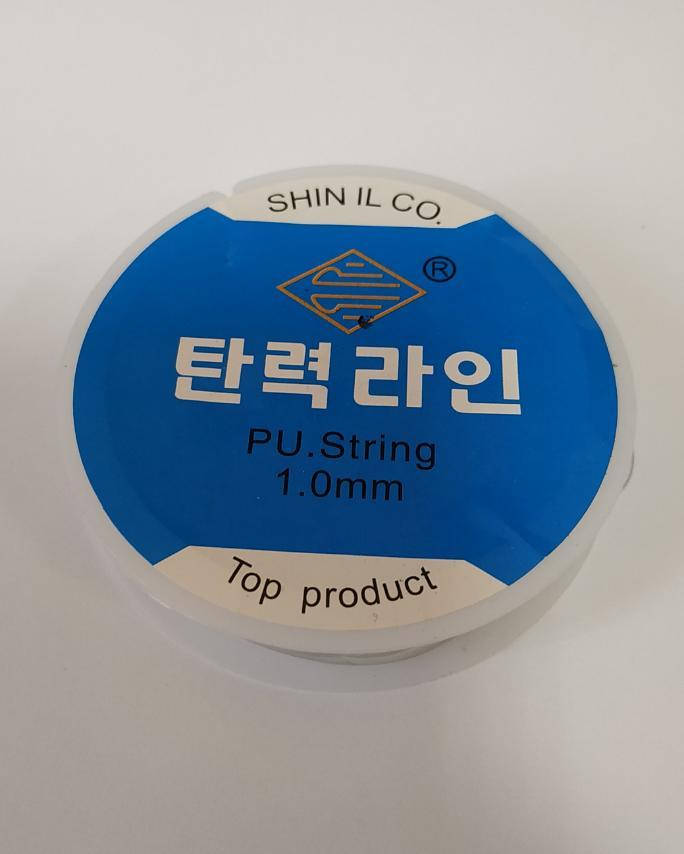 SHIN IL CO.
®
탄력라인
PU.String
1.0mm
Top product